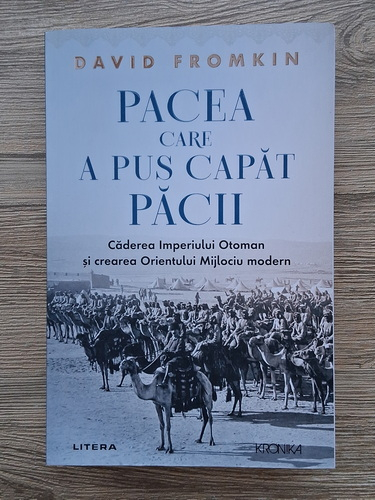 DAVID FROMKIN
PACEA
CARE
A PUS CAPĂT
PĂCII
Căderea Imperiului Otoman
și crearea Orientului Mijlociu modern
LITERA
KRONIKA